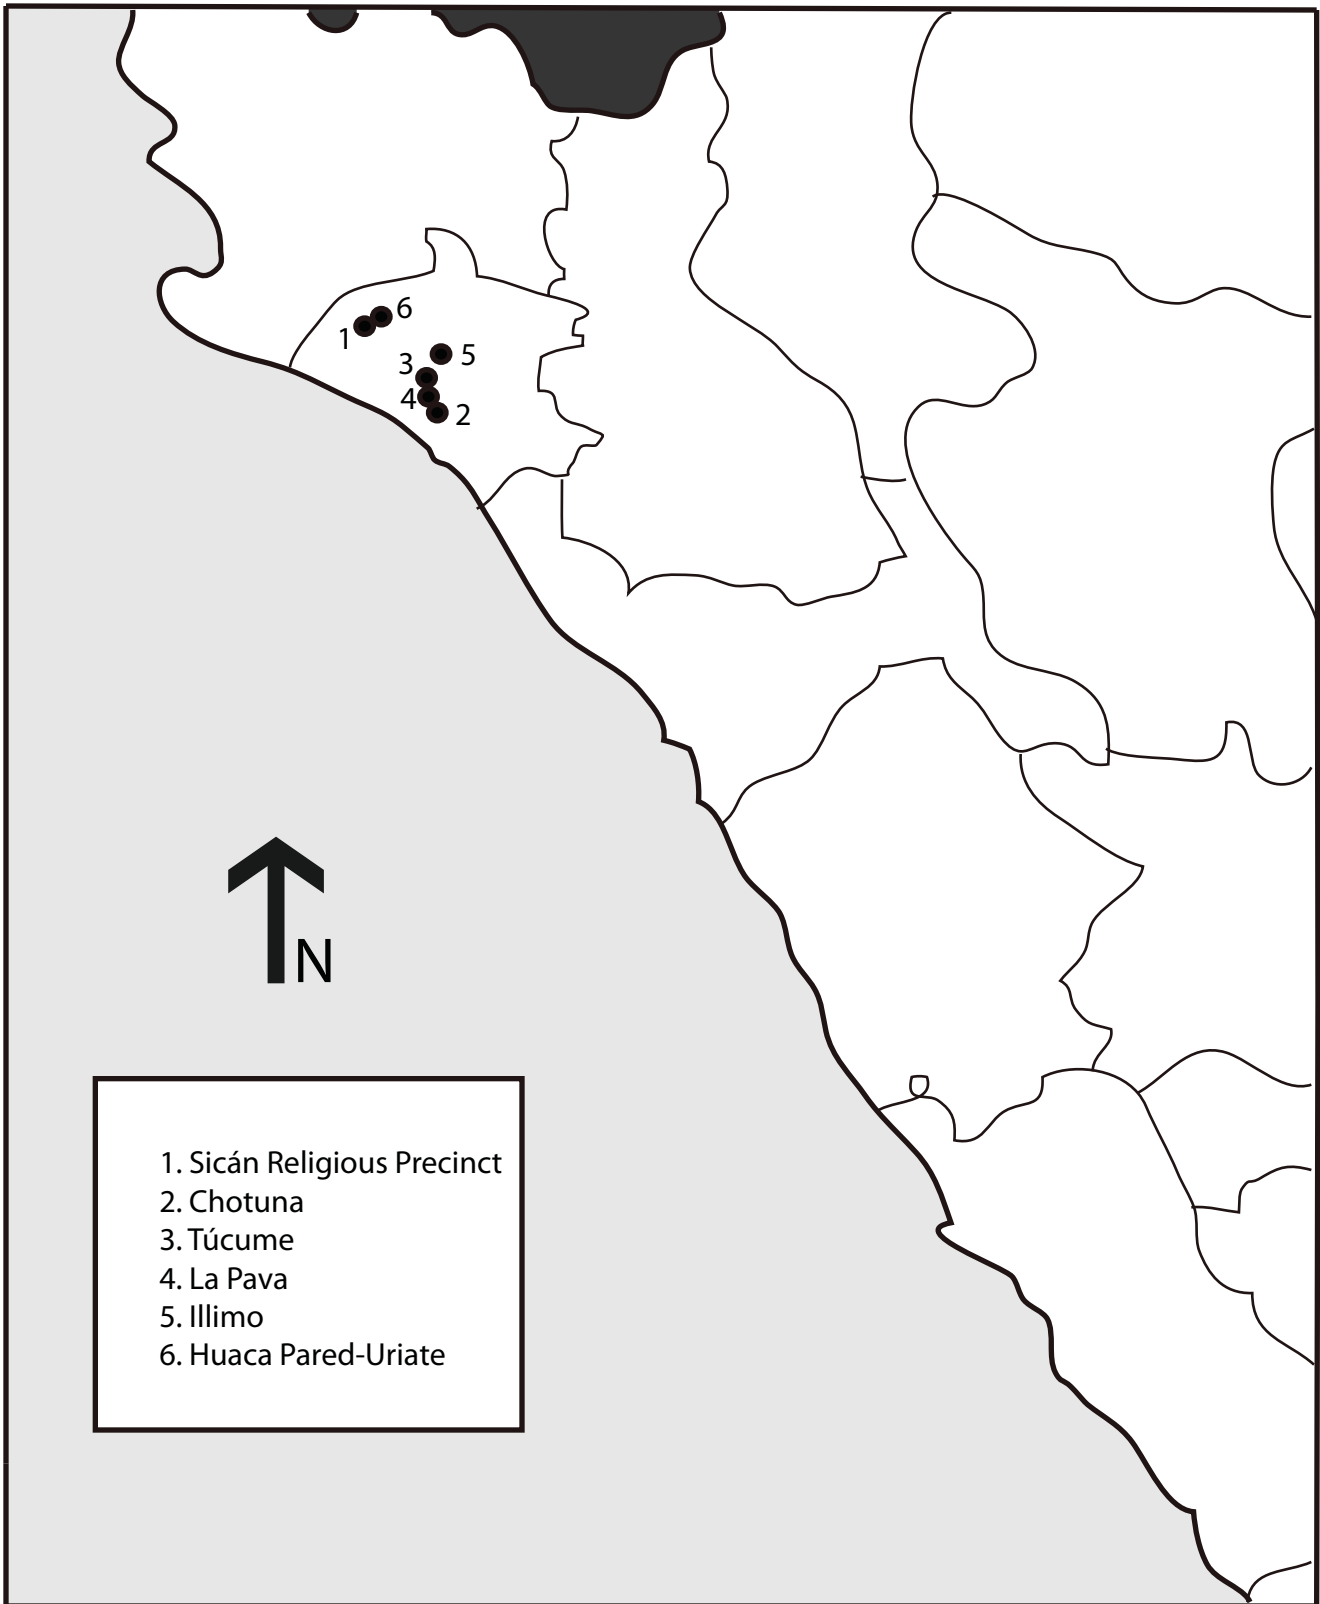 6
1
5
3
4
2
N
1. Sicán Religious Precinct
2. Chotuna
3. Túcume
4. La Pava
5. Illimo
6. Huaca Pared-Uriate